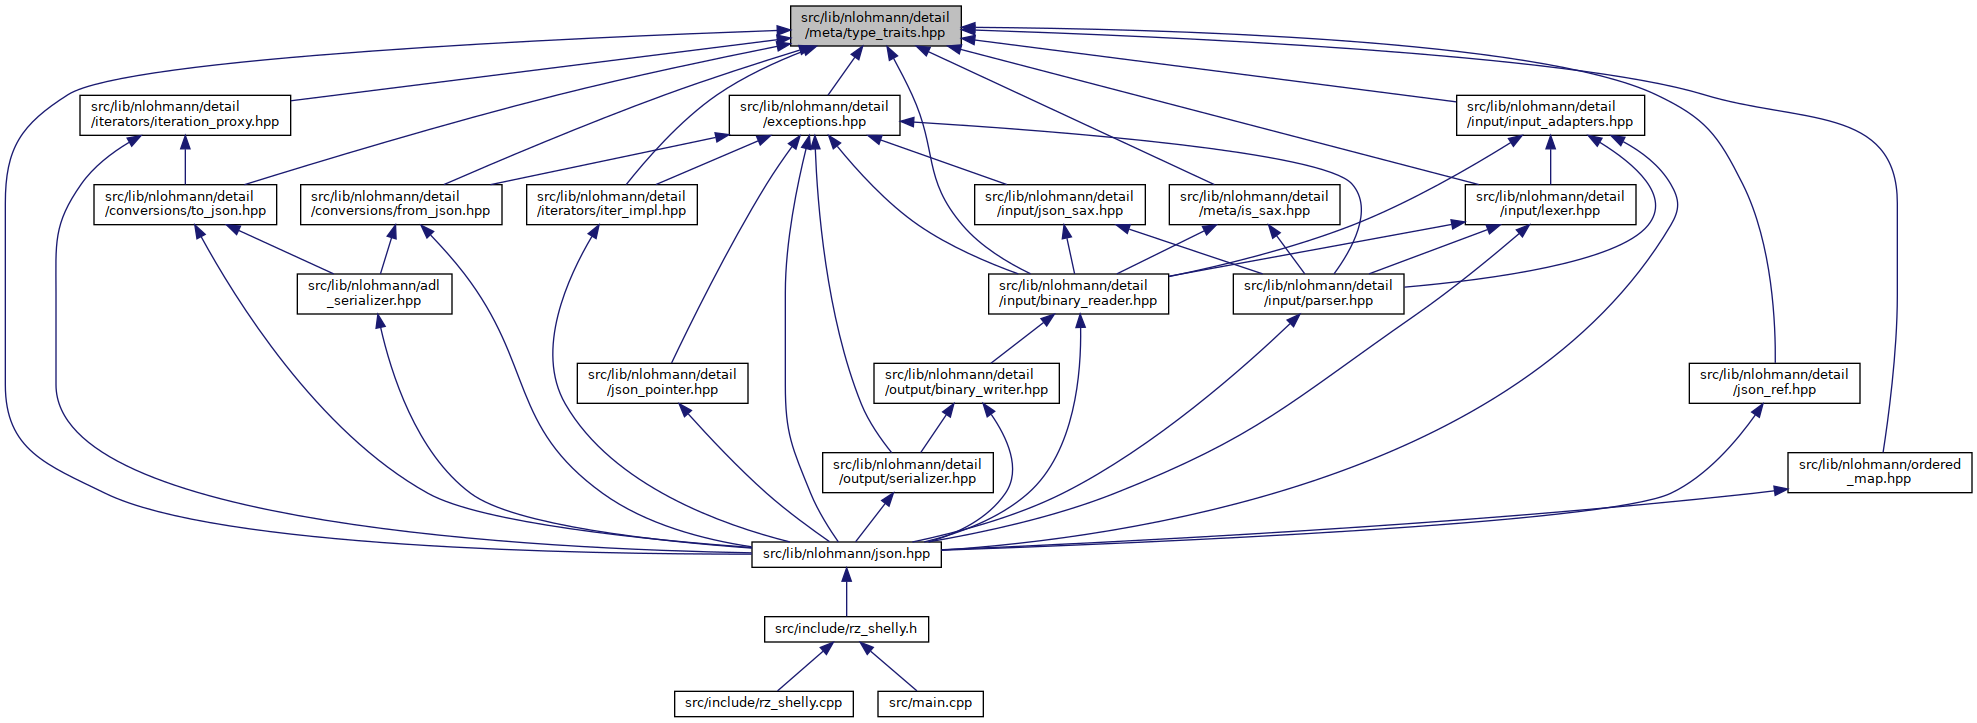 src/lib/nlohmann/detail
/meta/type_traits.hpp
src/lib/nlohmann/detail
/iterators/iteration_proxy.hpp
src/lib/nlohmann/detail
/exceptions.hpp
src/lib/nlohmann/detail
/input/input_adapters.hpp
src/lib/nlohmann/detail
/conversions/to_json.hpp
src/lib/nlohmann/detail
/conversions/from_json.hpp
src/lib/nlohmann/detail
/iterators/iter_impl.hpp
src/lib/nlohmann/detail
/input/json_sax.hpp
src/lib/nlohmann/detail
/meta/is_sax.hpp
src/lib/nlohmann/detail
/input/lexer.hpp
src/lib/nlohmann/adl
_serializer.hpp
src/lib/nlohmann/detail
/input/binary_reader.hpp
src/lib/nlohmann/detail
/input/parser.hpp
src/lib/nlohmann/detail
/json_pointer.hpp
src/lib/nlohmann/detail
/output/binary_writer.hpp
src/lib/nlohmann/detail
/json_ref.hpp
src/lib/nlohmann/detail
/output/serializer.hpp
src/lib/nlohmann/ordered
_map.hpp
src/lib/nlohmann/json.hpp
src/include/rz_shelly.h
src/include/rz_shelly.cpp
src/main.cpp